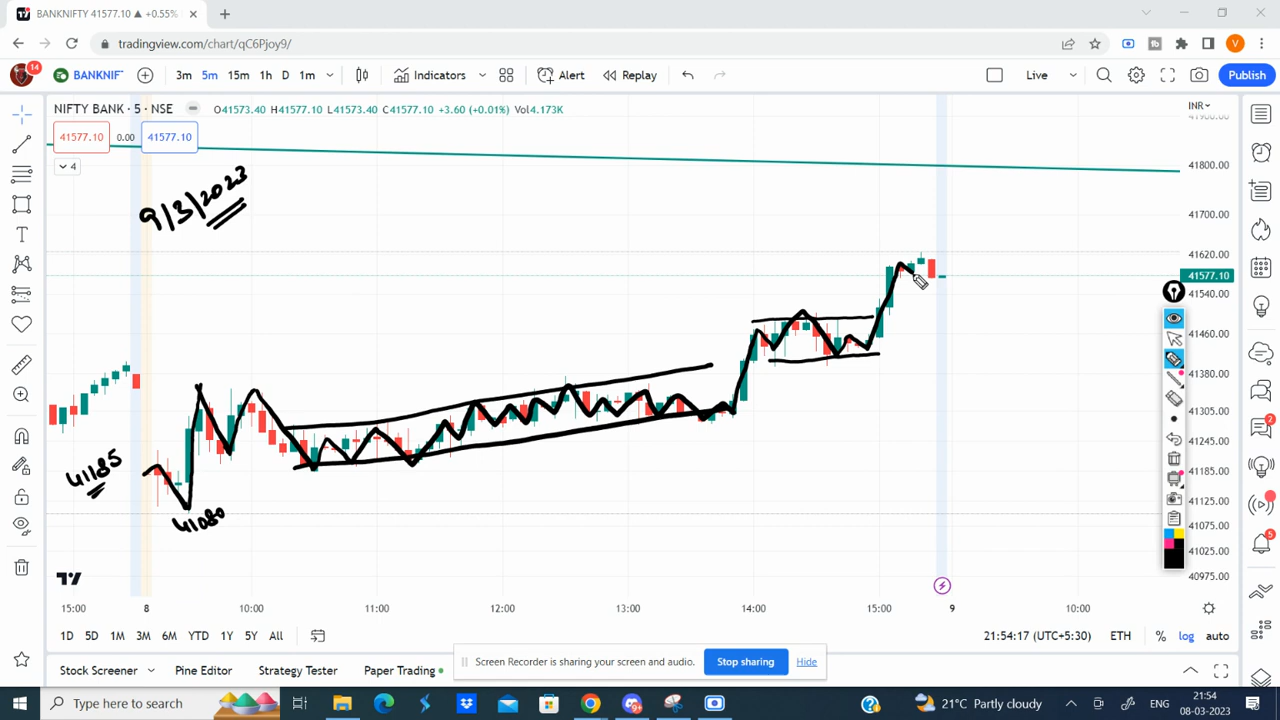 BANKNIFTY 41577.10 ▲ +0.55%
tradingview.com/chart/qC6Pjoy9/
14
BANKNIF
3m 5m 15m 1h D 1m Indicators Alert Replay Live Publish
NIFTY BANK · 5 · NSE O41573.40 H41577.10 L41573.40 C41577.10 +3.60 (+0.01%) Vol4.173K
INR
41577.10 0.00 41577.10
4
9/3/2023
41185
41080
41900.00
41800.00
41700.00
41620.00
41577.10
41540.00
41460.00
41380.00
41305.00
41245.00
41185.00
41125.00
41075.00
41025.00
40975.00
2
5
15:00 8 10:00 11:00 12:00 13:00 14:00 15:00 9 10:00
1D 5D 1M 3M 6M YTD 1Y 5Y All 21:54:17 (UTC+5:30) ETH % log auto
Screen Recorder is sharing your screen and audio. Stop sharing Hide
Stock Screener Pine Editor Strategy Tester Paper Trading
Type here to search 21°C Partly cloudy ENG
21:54
08-03-2023